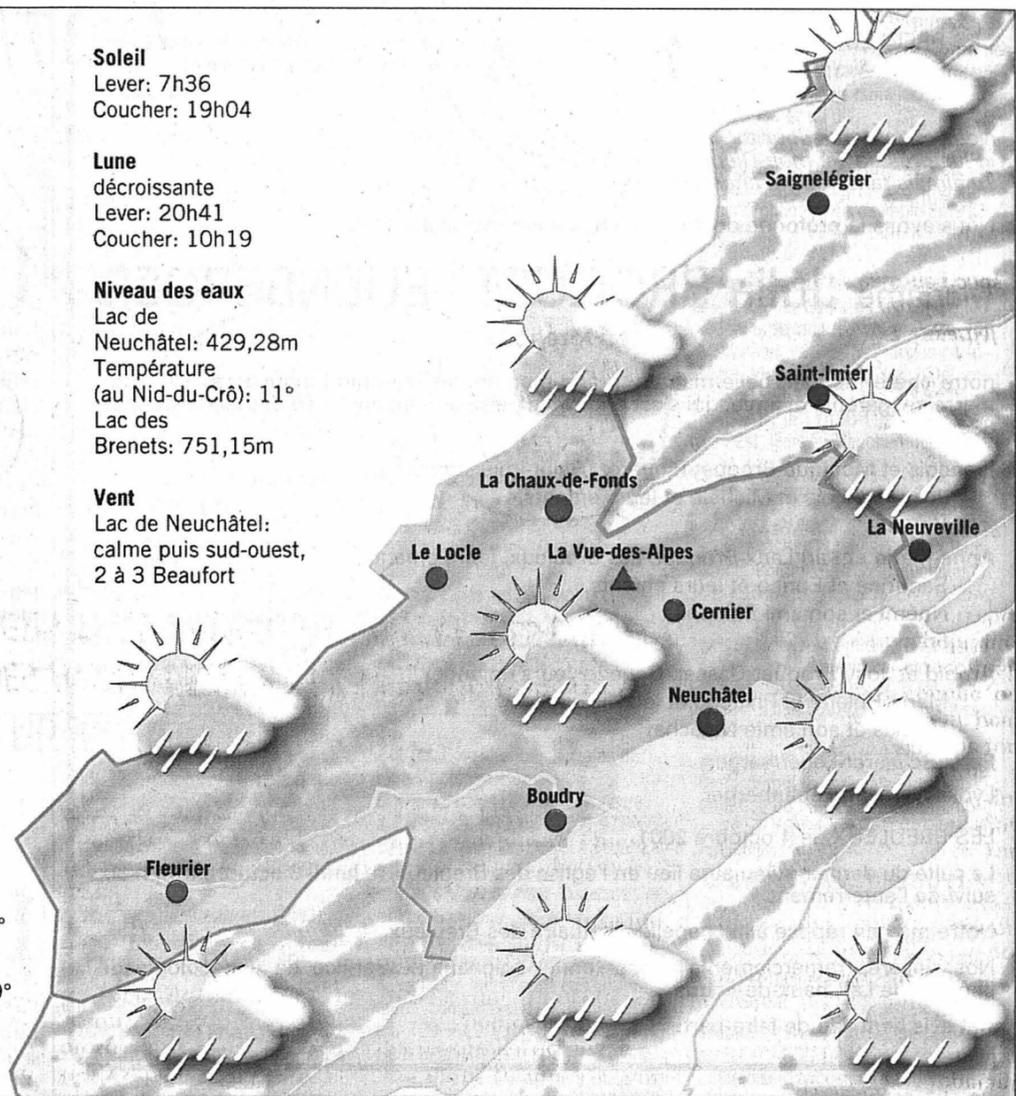 Soleil
Lever: 7h36
Coucher: 19h04
Lune
décroissante
Lever: 20h41
Coucher: 10h19
Niveau des eaux
Lac de
Neuchâtel: 429,28m
Température
(au Nid-du-Crô): 11°
Lac des
Brenets: 751,15m
Vent
Lac de Neuchâtel:
calme puis sud-ouest,
2 à 3 Beaufort
Saignelégier
Saint-Imier
La Chaux-de-Fonds
La Neuveville
Le Locle
La Vue-des-Alpes
Cernier
Neuchâtel
Boudry
Fleurier